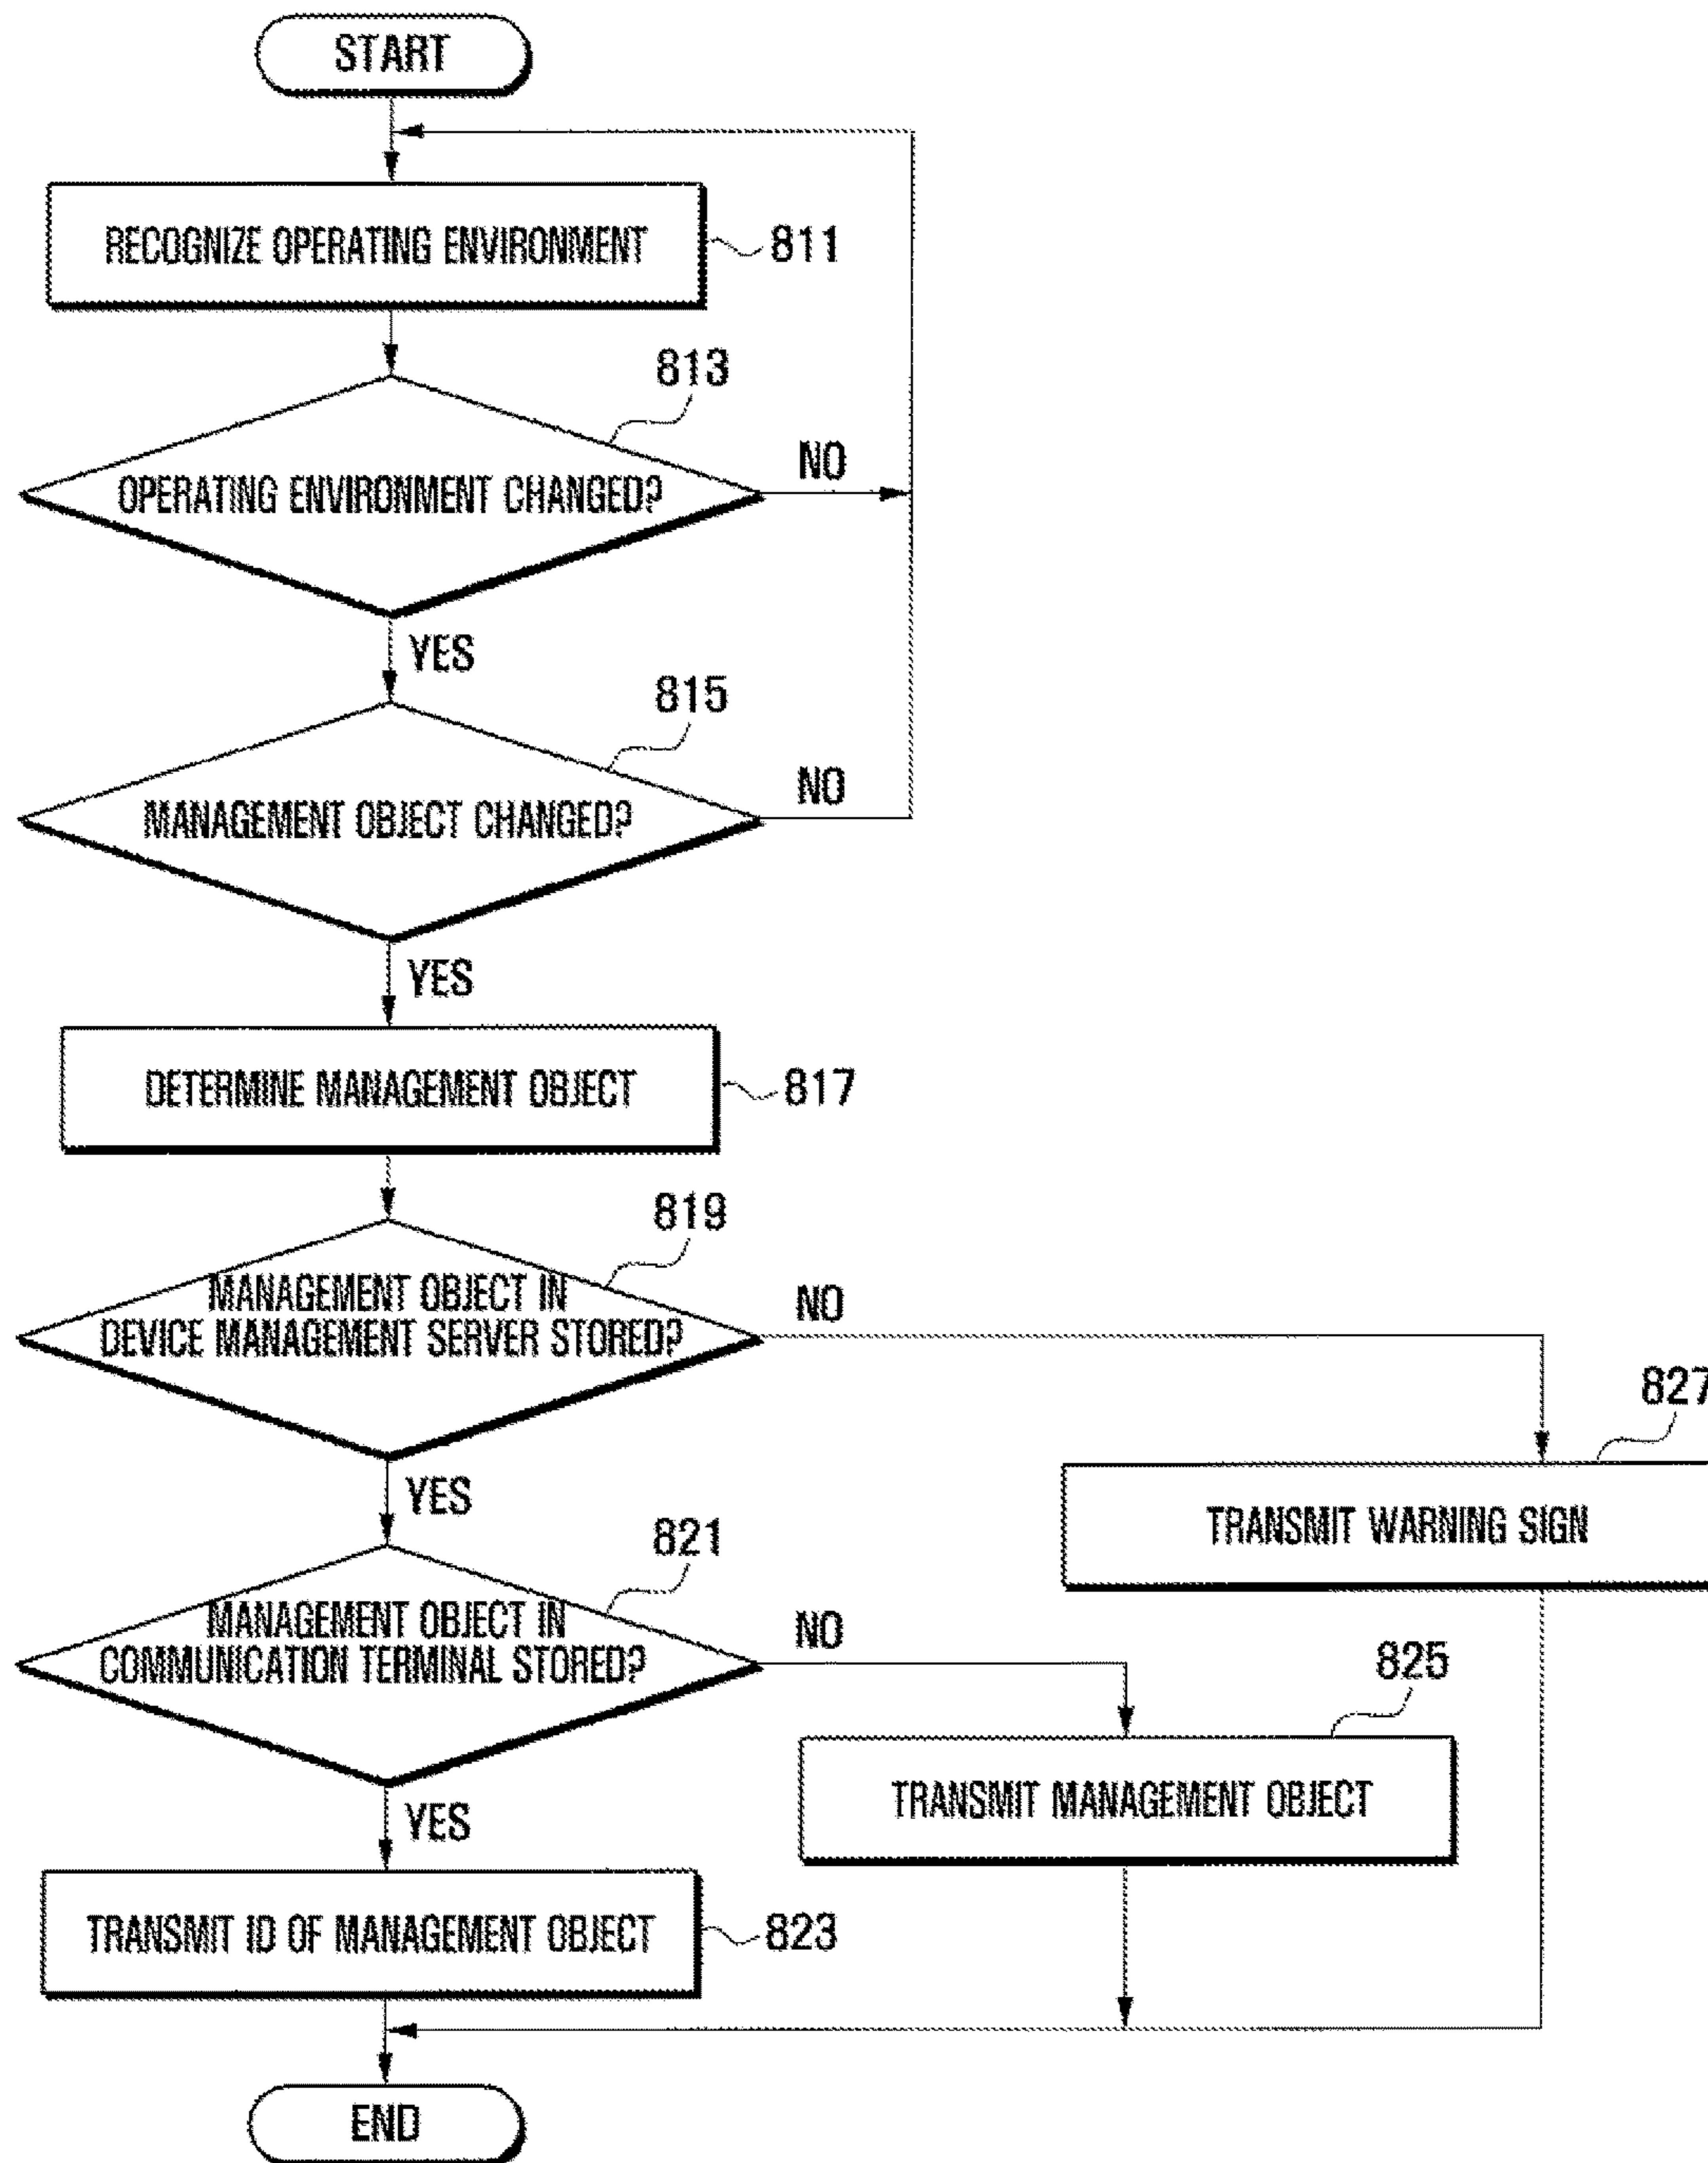 START
RECOGNIZE OPERATING ENVIRONMENT
811
813
OPERATING ENVIRONMENT CHANGED?
NO
YES
815
MANAGEMENT OBJECT CHANGED?
NO
YES
DETERMINE MANAGEMENT OBJECT
817
819
MANAGEMENT OBJECT IN
DEVICE MANAGEMENT SERVER STORED?
NO
YES
827
TRANSMIT WARNING SIGN
821
MANAGEMENT OBJECT IN
COMMUNICATION TERMINAL STORED?
NO
YES
825
TRANSMIT MANAGEMENT OBJECT
TRANSMIT ID OF MANAGEMENT OBJECT
823
END